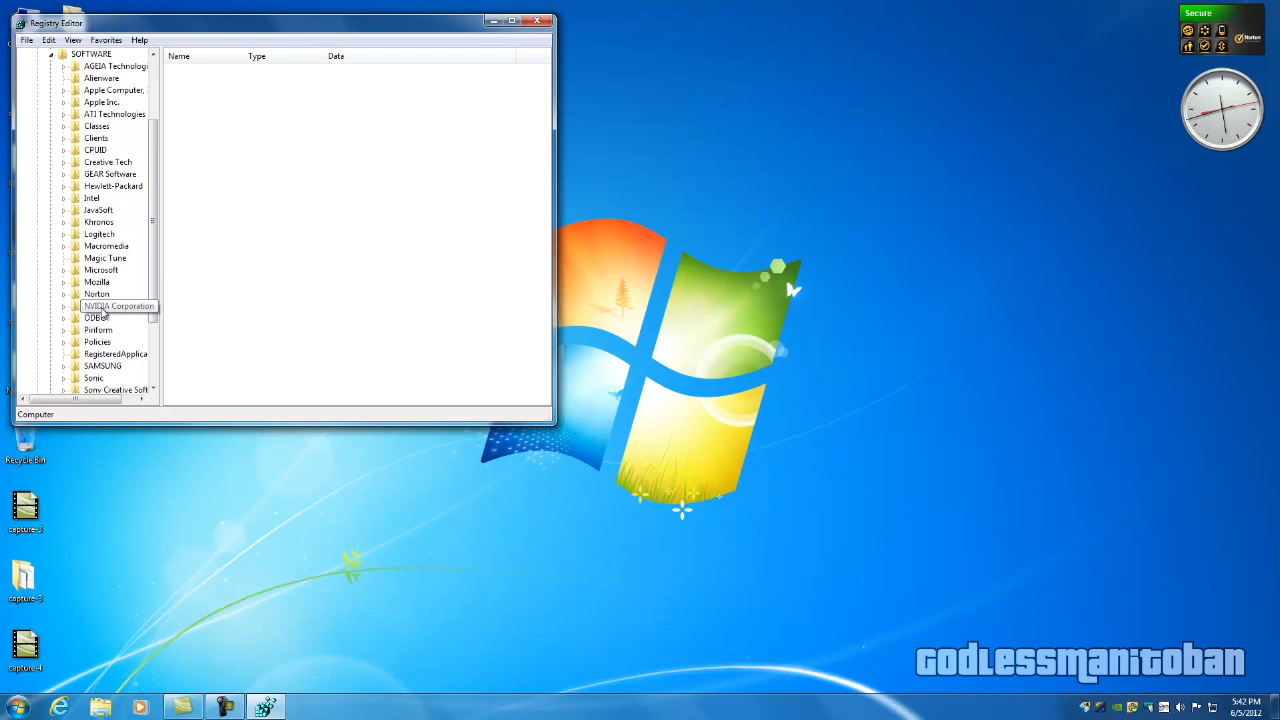 Registry Editor
File Edit View Favorites Help
SOFTWARE
AGEIA Technologi
Alienware
Apple Computer,
Apple Inc.
ATI Technologies
Classes
Clients
CPUID
Creative Tech
GEAR Software
Hewlett-Packard
Intel
JavaSoft
Khronos
Logitech
Macromedia
Magic Tune
Microsoft
Mozilla
Norton
NVIDIA Corporation
ODBC
Piriform
Policies
RegisteredApplica
SAMSUNG
Sonic
Sony Creative Soft
Name Type Data
Computer
Secure
Norton
Recycle Bin
capture-3
capture-3
capture-4
GODLESSMANITOBAN
5:42 PM
6/5/2012